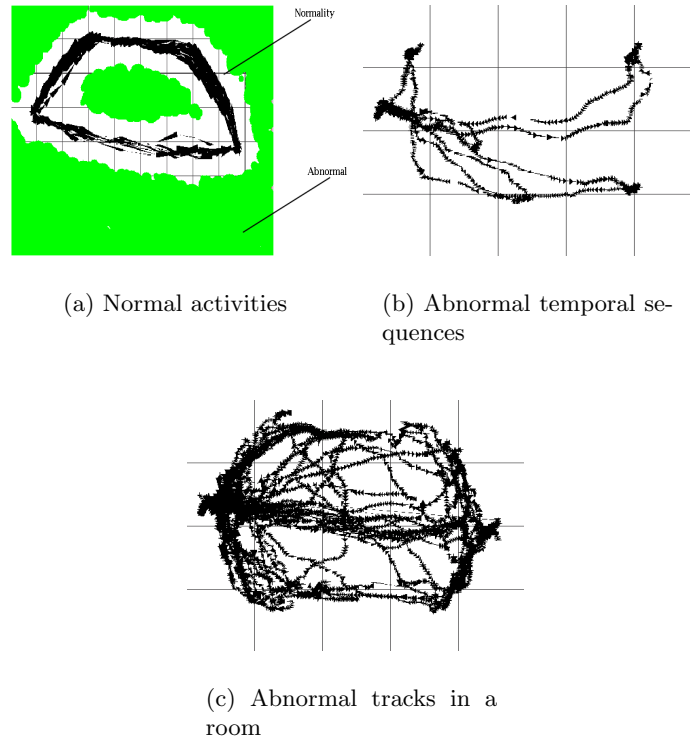 Normality
Abnormal
(a) Normal activities
(b) Abnormal temporal se-
quences
(c) Abnormal tracks in a
room